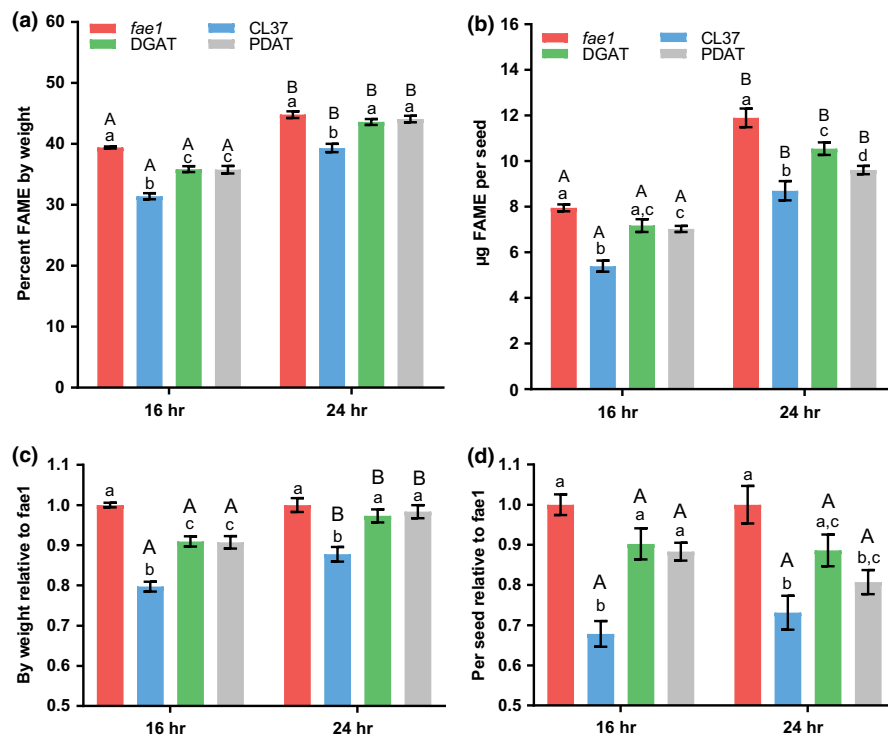 (a)
fae1
CL37
DGAT
PDAT
Percent FAME by weight
60
50
40
30
20
10
0
A
a
A
b
A
c
A
c
B
a
B
b
B
a
B
a
16 hr
24 hr
(b)
fae1
CL37
DGAT
PDAT
µg FAME per seed
16
14
12
10
8
6
4
2
0
A
a
A
b
A
a,c
A
c
B
a
B
b
B
c
B
d
16 hr
24 hr
(c)
By weight relative to fae1
1.1
1.0
0.9
0.8
0.7
0.6
0.5
a
A
b
A
c
A
c
a
B
b
B
a
B
a
16 hr
24 hr
(d)
Per seed relative to fae1
1.1
1.0
0.9
0.8
0.7
0.6
0.5
a
A
b
A
a
A
a
a
A
b
A
a,c
A
b,c
16 hr
24 hr